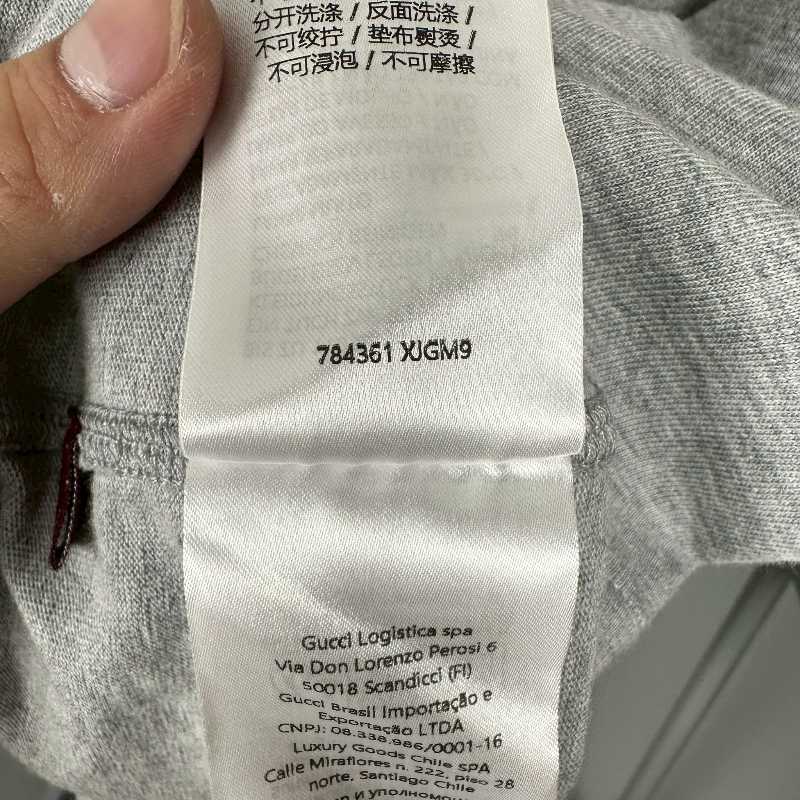 分开洗涤 / 反面洗涤 /
不可绞拧 / 垫布熨烫 /
不可浸泡 / 不可摩擦
784361 XJGM9
Gucci Logistica spa
Via Don Lorenzo Perosi 6
50018 Scandicci (FI)
Gucci Brasil Importação e
Exportação LTDA
CNPJ: 08.338.986/0001-16
Luxury Goods Chile SPA
Calle Miraflores n. 222, piso 28
norte, Santiago Chile
и уполномо